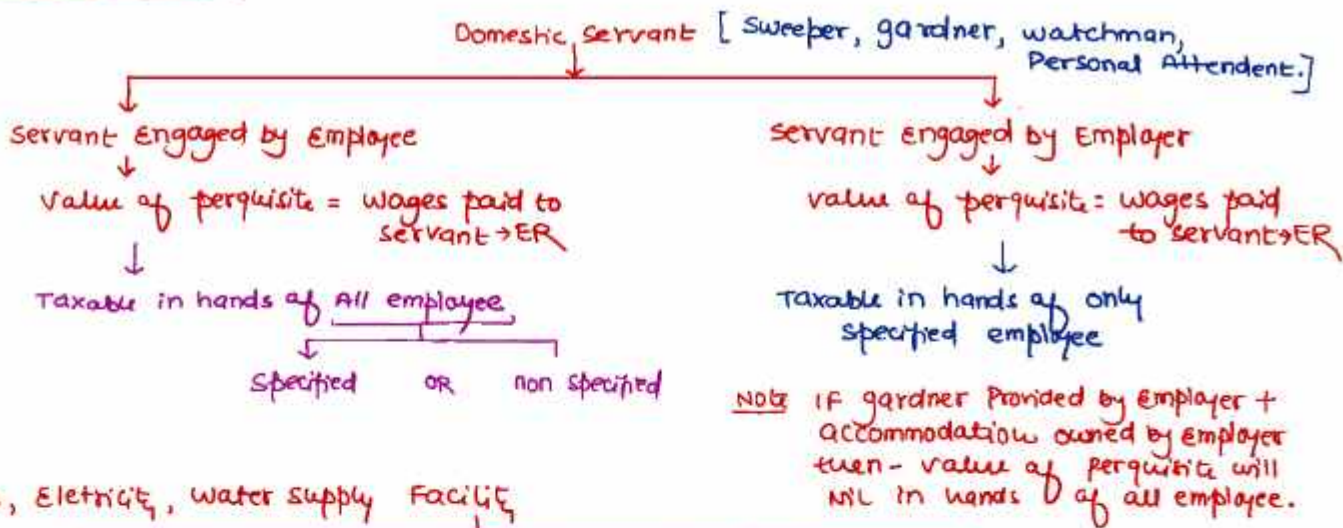 Domestic servant [ Sweeper, gardner, watchman,
Personal Attendent.]
servant Engaged by Employee
↓
value of perquisite = wages paid to
servant → ER
↓
Taxable in hands of All employee
Specified OR non specified
servant Engaged by Employer
↓
value of perquisite = wages paid
to servant → ER
↓
Taxable in hands of only
specified employee
Note IF gardner Provided by Employer +
accommodation owned by employer
then - value of perquisite will
NIL in hands of all employee.
, Eletricity, water supply Facility